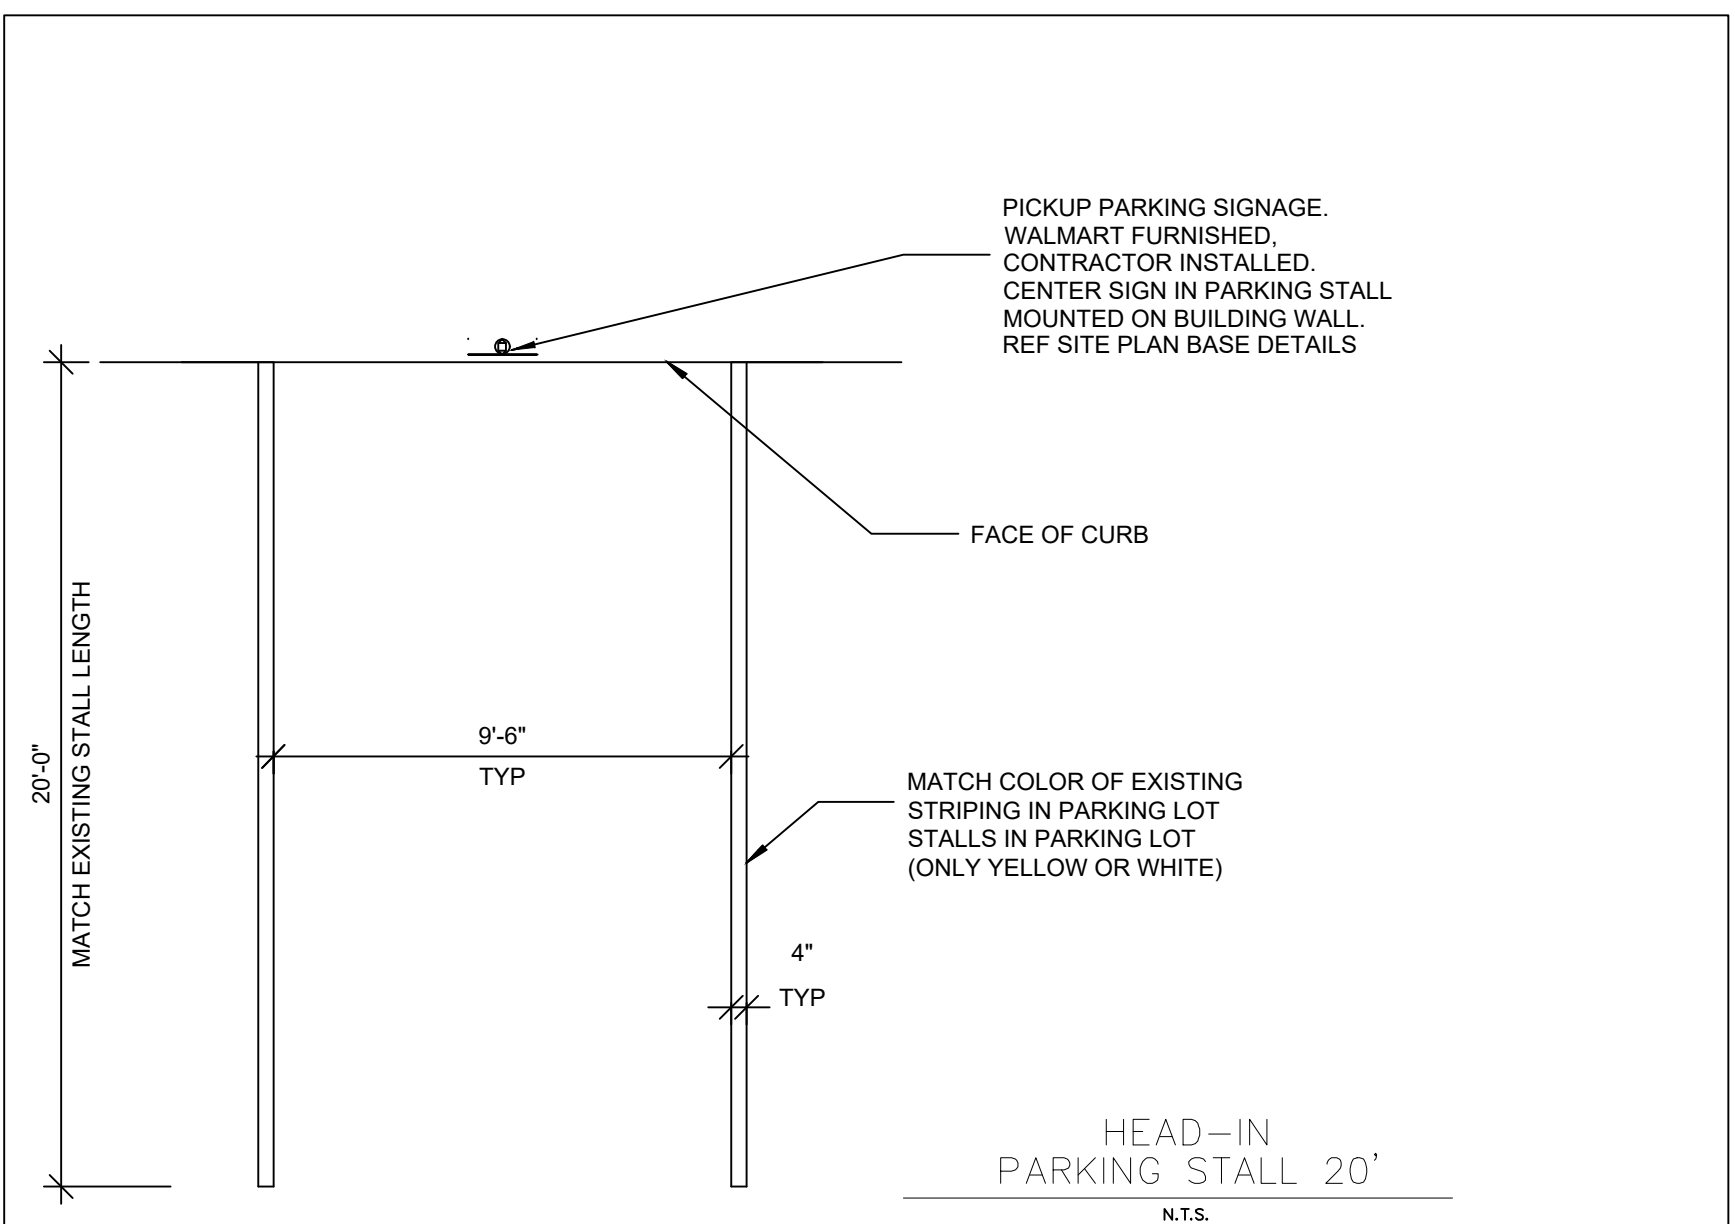 PICKUP PARKING SIGNAGE.
WALMART FURNISHED,
CONTRACTOR INSTALLED.
CENTER SIGN IN PARKING STALL
MOUNTED ON BUILDING WALL.
REF SITE PLAN BASE DETAILS
FACE OF CURB
20'-0"
MATCH EXISTING STALL LENGTH
9'-6"
TYP
MATCH COLOR OF EXISTING
STRIPING IN PARKING LOT
STALLS IN PARKING LOT
(ONLY YELLOW OR WHITE)
4"
TYP
HEAD-IN
PARKING STALL 20'
N.T.S.